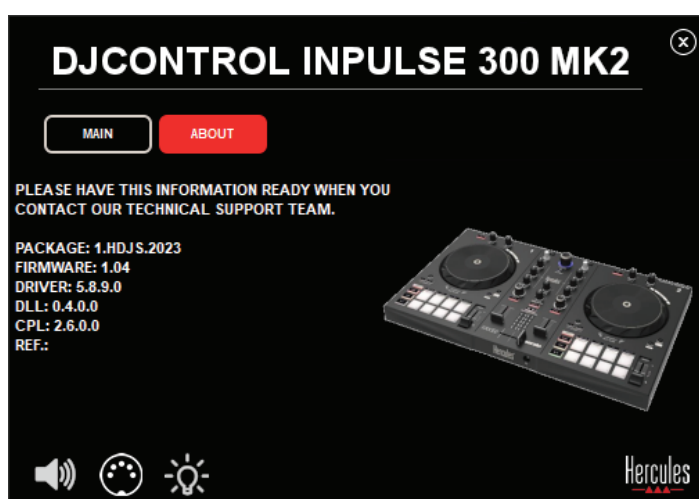 DJCONTROL INPULSE 300 MK2
MAIN
ABOUT
PLEASE HAVE THIS INFORMATION READY WHEN YOU
CONTACT OUR TECHNICAL SUPPORT TEAM.
PACKAGE: 1.HDJS.2023
FIRMWARE: 1.04
DRIVER: 5.8.9.0
DLL: 0.4.0.0
CPL: 2.6.0.0
REF.:
Hercules